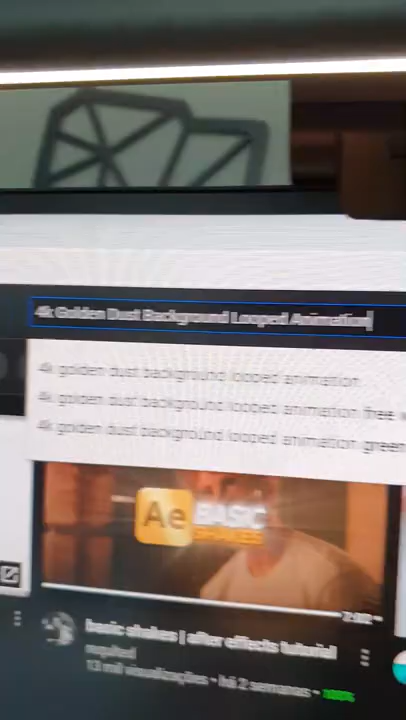 4k Golden Dust Background Looped Animation
4k golden dust background looped animation
4k golden dust background looped animation free
4k golden dust background looped animation green
Ae BASIC
SHAKES
basic shakes | after effects tutorial
13 mil visualizações • há 2 semanas • 100%